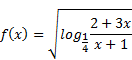 f(x) = √(log_{1/4} (2 + 3x)/(x + 1))